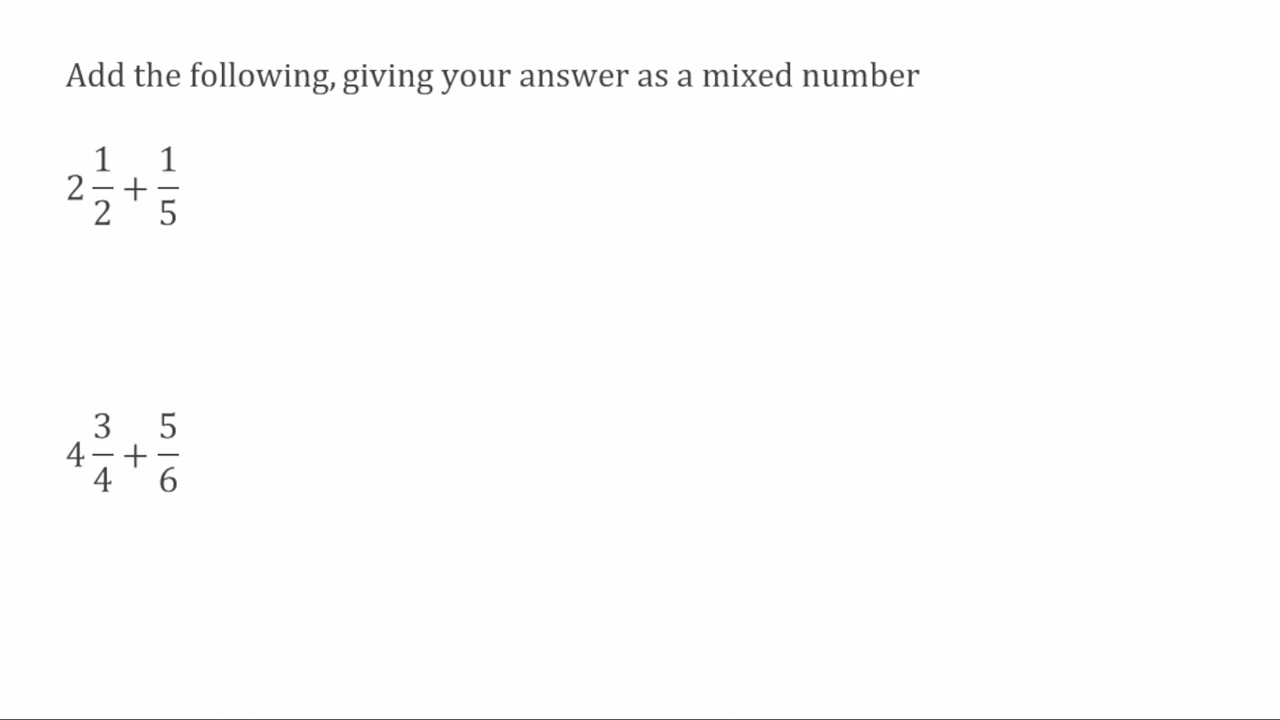 Add the following, giving your answer as a mixed number
2 1/2 + 1/5
4 3/4 + 5/6